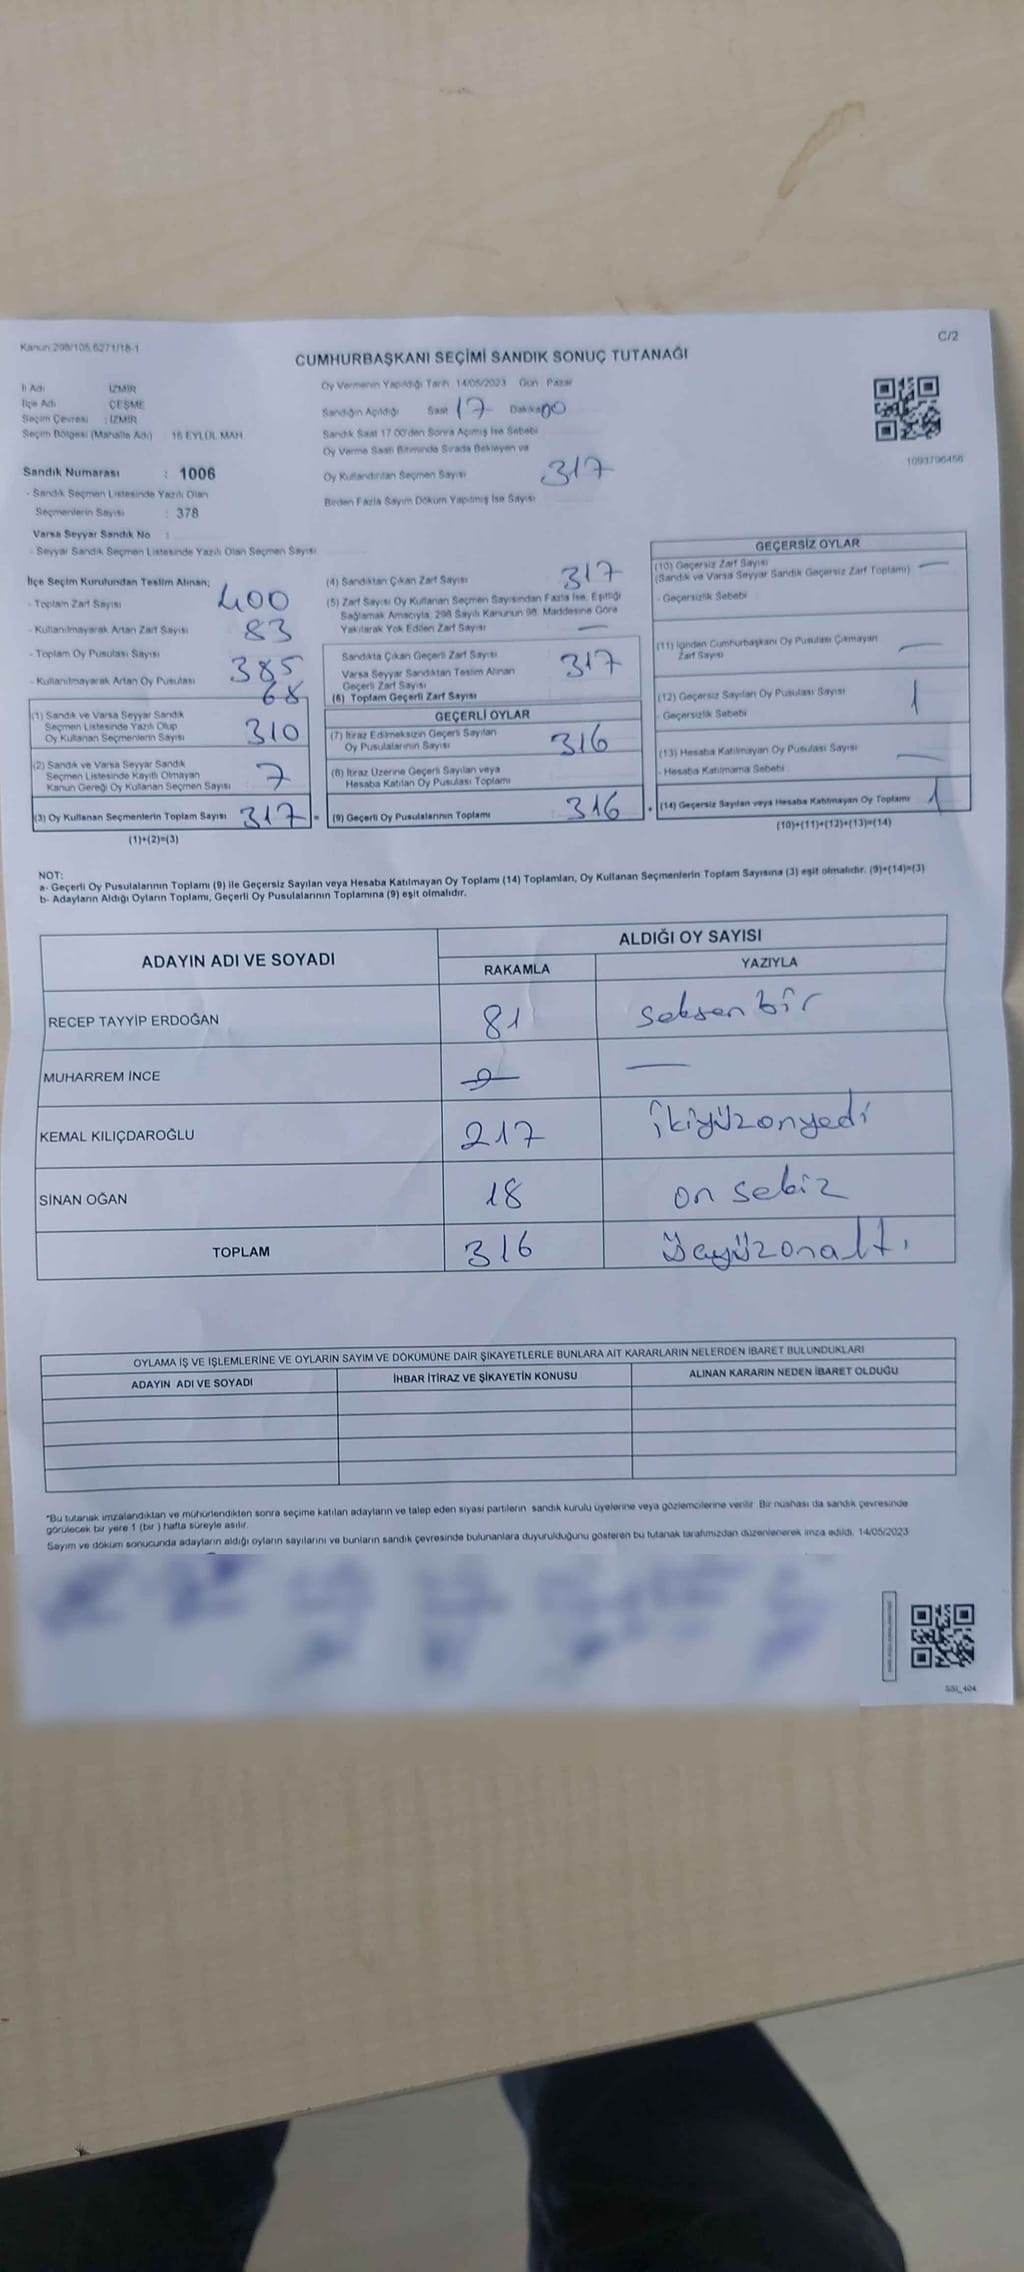 Kanun 298/105 6271/18-1
C/2
CUMHURBAŞKANI SEÇİMİ SANDIK SONUÇ TUTANAĞI
İl Adı : İZMİR
İlçe Adı : ÇEŞME
Seçim Çevresi : İZMİR
Seçim Bölgesi (Mahalle Adı) : 16 EYLÜL MAH.
Oy Vermenin Yapıldığı Tarih 14/05/2023 Gün Pazar
Sandığın Açıldığı Saat 17 Dakika 00
Sandık Saat 17.00'den Sonra Açılmış İse Sebebi
Oy Verme Saati Bitiminde Sırada Bekleyen ve
Oy Kullandırılan Seçmen Sayısı 317
Birden Fazla Sayım Döküm Yapılmış İse Sayısı
1093796456
Sandık Numarası : 1006
- Sandık Seçmen Listesinde Yazılı Olan
Seçmenlerin Sayısı : 378
Varsa Seyyar Sandık No :
- Seyyar Sandık Seçmen Listesinde Yazılı Olan Seçmen Sayısı
İlçe Seçim Kurulundan Teslim Alınan;
- Toplam Zarf Sayısı 400
- Kullanılmayarak Artan Zarf Sayısı 83
- Toplam Oy Pusulası Sayısı 385
- Kullanılmayarak Artan Oy Pusulası 68
(1) Sandık ve Varsa Seyyar Sandık
Seçmen Listesinde Yazılı Olup
Oy Kullanan Seçmenlerin Sayısı 310
(2) Sandık ve Varsa Seyyar Sandık
Seçmen Listesinde Kayıtlı Olmayan
Kanun Gereği Oy Kullanan Seçmen Sayısı 7
(3) Oy Kullanan Seçmenlerin Toplam Sayısı 317 =
(1)+(2)=(3)
(4) Sandıktan Çıkan Zarf Sayısı 317
(5) Zarf Sayısı Oy Kullanan Seçmen Sayısından Fazla İse, Eşitliği
Sağlamak Amacıyla, 298 Sayılı Kanunun 98. Maddesine Göre
Yakılarak Yok Edilen Zarf Sayısı —
Sandıkta Çıkan Geçerli Zarf Sayısı 317
Varsa Seyyar Sandıktan Teslim Alınan
Geçerli Zarf Sayısı
(6) Toplam Geçerli Zarf Sayısı
GEÇERLİ OYLAR
(7) İtiraz Edilmeksizin Geçerli Sayılan
Oy Pusulalarının Sayısı 316
(8) İtiraz Üzerine Geçerli Sayılan veya
Hesaba Katılan Oy Pusulası Toplamı
(9) Geçerli Oy Pusulalarının Toplamı 316 +
GEÇERSİZ OYLAR
(10) Geçersiz Zarf Sayısı
(Sandık ve Varsa Seyyar Sandık Geçersiz Zarf Toplamı) —
- Geçersizlik Sebebi
(11) İçinden Cumhurbaşkanı Oy Pusulası Çıkmayan
Zarf Sayısı —
(12) Geçersiz Sayılan Oy Pusulası Sayısı 1
- Geçersizlik Sebebi
(13) Hesaba Katılmayan Oy Pusulası Sayısı —
- Hesaba Katılmama Sebebi
(14) Geçersiz Sayılan veya Hesaba Katılmayan Oy Toplamı 1
(10)+(11)+(12)+(13)=(14)
NOT:
a- Geçerli Oy Pusulalarının Toplamı (9) ile Geçersiz Sayılan veya Hesaba Katılmayan Oy Toplamı (14) Toplamları, Oy Kullanan Seçmenlerin Toplam Sayısına (3) eşit olmalıdır. (9)+(14)=(3)
b- Adayların Aldığı Oyların Toplamı, Geçerli Oy Pusulalarının Toplamına (9) eşit olmalıdır.
ADAYIN ADI VE SOYADI ALDIĞI OY SAYISI
RAKAMLA YAZIYLA
RECEP TAYYİP ERDOĞAN 81 seksen bir
MUHARREM İNCE —
KEMAL KILIÇDAROĞLU 217 ikiyüzonyedi
SİNAN OĞAN 18 on sekiz
TOPLAM 316 üçyüzonaltı
OYLAMA İŞ VE İŞLEMLERİNE VE OYLARIN SAYIM VE DÖKÜMÜNE DAİR ŞİKAYETLERLE BUNLARA AİT KARARLARIN NELERDEN İBARET BULUNDUKLARI
ADAYIN ADI VE SOYADI İHBAR İTİRAZ VE ŞİKAYETİN KONUSU ALINAN KARARIN NEDEN İBARET OLDUĞU
*Bu tutanak imzalandıktan ve mühürlendikten sonra seçime katılan adayların ve talep eden siyasi partilerin sandık kurulu üyelerine veya gözlemcilerine verilir. Bir nüshası da sandık çevresinde
görülecek bir yere 1 (bir) hafta süreyle asılır.
Sayım ve döküm sonucunda adayların aldığı oyların sayılarını ve bunların sandık çevresinde bulunanlara duyurulduğunu gösteren bu tutanak tarafımızdan düzenlenerek imza edildi. 14/05/2023
SSI_404